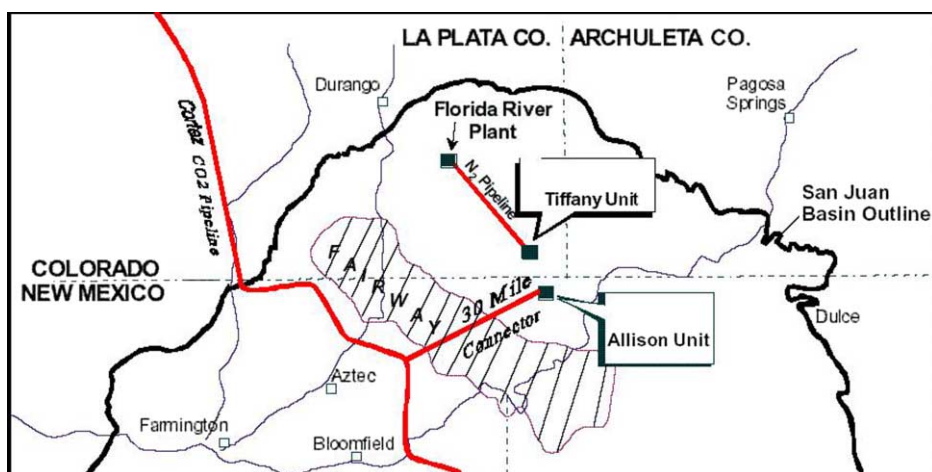 LA PLATA CO.
ARCHULETA CO.
Durango
Pagosa
Springs
Florida River
Plant
Cortez CO2 Pipeline
N2 Pipeline
Tiffany Unit
San Juan
Basin Outline
COLORADO
NEW MEXICO
FAIRWAY
30 Mile
Connector
Allison Unit
Dulce
Aztec
Farmington
Bloomfield